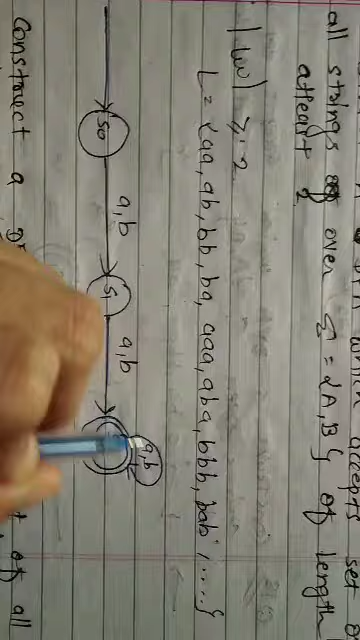 which accepts set
all strings of over Σ = {A, B} of length
atleast 2
|w| ≥ 2
L = {aa, ab, bb, ba, aaa, aba, bbb, bab, ....}
a,b
S0 a,b S1 a,b
Construct a of all